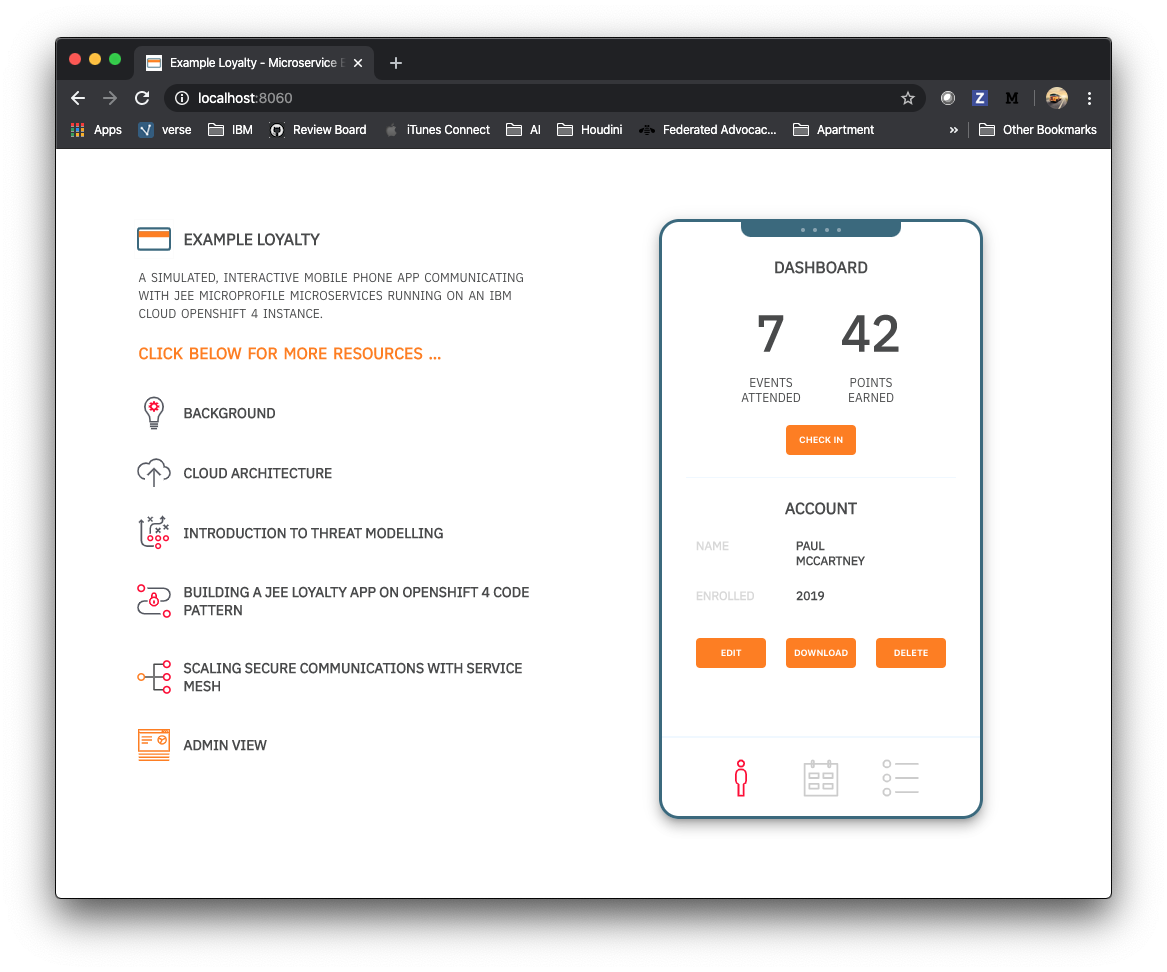 Example Loyalty - Microservice
localhost:8060
Apps verse IBM Review Board iTunes Connect AI Houdini Federated Advocac... Apartment » Other Bookmarks
EXAMPLE LOYALTY
A SIMULATED, INTERACTIVE MOBILE PHONE APP COMMUNICATING
WITH JEE MICROPROFILE MICROSERVICES RUNNING ON AN IBM
CLOUD OPENSHIFT 4 INSTANCE.
CLICK BELOW FOR MORE RESOURCES ...
BACKGROUND
CLOUD ARCHITECTURE
INTRODUCTION TO THREAT MODELLING
BUILDING A JEE LOYALTY APP ON OPENSHIFT 4 CODE
PATTERN
SCALING SECURE COMMUNICATIONS WITH SERVICE
MESH
ADMIN VIEW
DASHBOARD
7 42
EVENTS POINTS
ATTENDED EARNED
CHECK IN
ACCOUNT
NAME PAUL
MCCARTNEY
ENROLLED 2019
EDIT DOWNLOAD DELETE